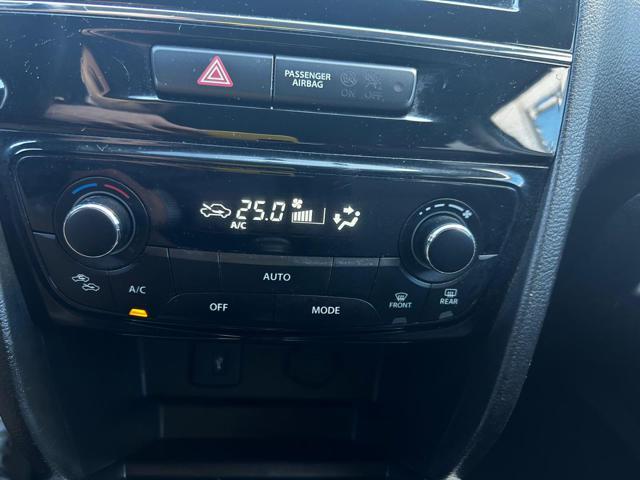 PASSENGER
AIRBAG
ON OFF
25.0
A/C
AUTO
A/C
OFF
MODE
FRONT
REAR